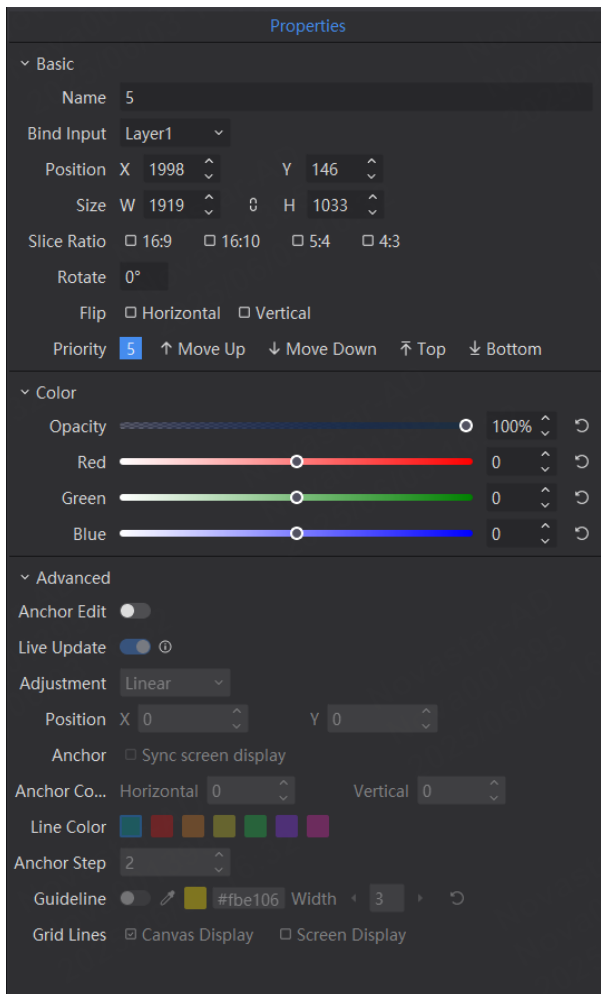 Properties
Basic
Name 5
Bind Input Layer1
Position X 1998 Y 146
Size W 1919 H 1033
Slice Ratio 16:9 16:10 5:4 4:3
Rotate 0°
Flip Horizontal Vertical
Priority 5 Move Up Move Down Top Bottom
Color
Opacity 100%
Red 0
Green 0
Blue 0
Advanced
Anchor Edit
Live Update
Adjustment Linear
Position X 0 Y 0
Anchor Sync screen display
Anchor Co... Horizontal 0 Vertical 0
Line Color
Anchor Step 2
Guideline #fbe106 Width 3
Grid Lines Canvas Display Screen Display